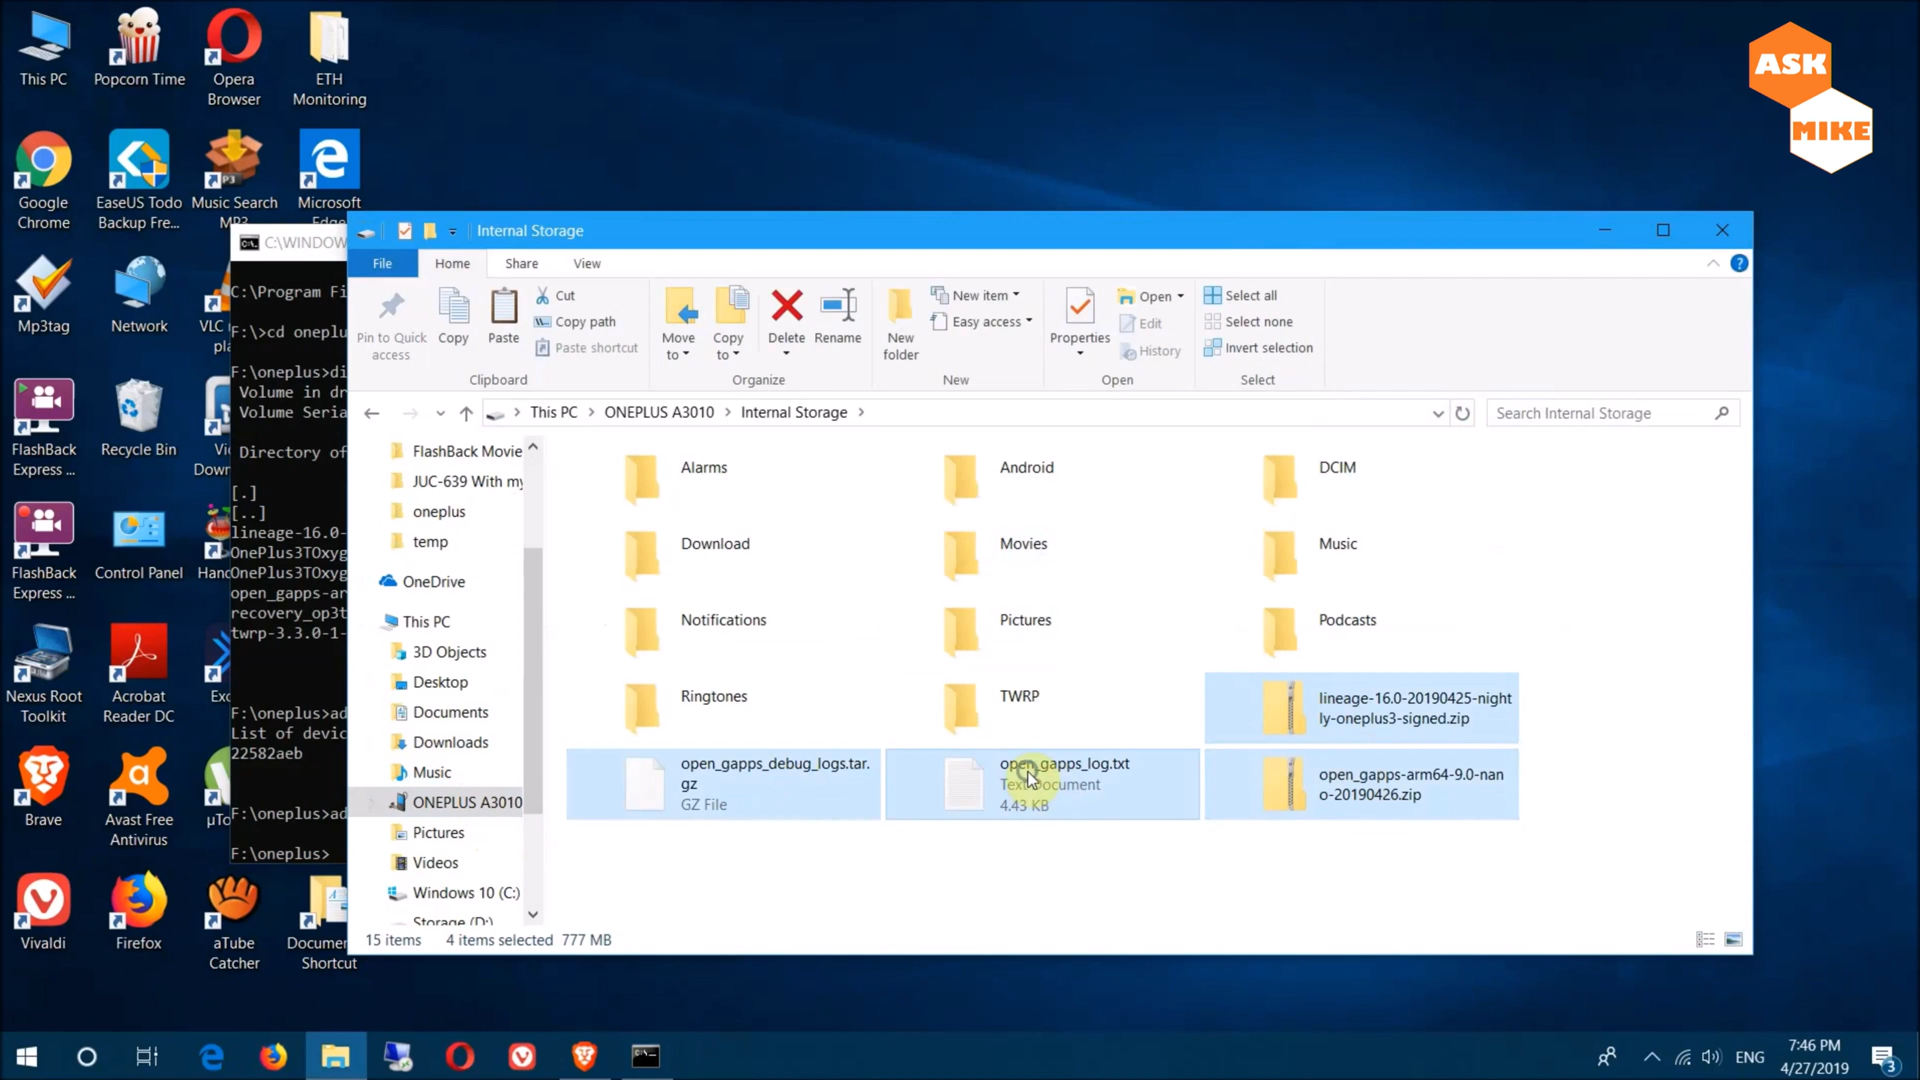 This PC
Popcorn Time
Opera
Browser
ETH
Monitoring
ASK
MIKE
Google
Chrome
EaseUS Todo
Backup Fre...
Music Search
MP3
Microsoft
Edge
Mp3tag
Network
VLC
FlashBack
Express ...
Recycle Bin
FlashBack
Express ...
Control Panel
Nexus Root
Toolkit
Acrobat
Reader DC
Brave
Avast Free
Antivirus
Vivaldi
Firefox
aTube
Catcher
Document
Shortcut
C:\WINDOW
C:\Program Fi
F:\>cd oneplu
F:\oneplus>di
Volume in dr
Volume Seria
Directory of
[.]
[..]
lineage-16.0-
OnePlus3TOxyg
OnePlus3TOxyg
open_gapps-ar
recovery_op3t
twrp-3.3.0-1-
F:\oneplus>ad
List of devic
22582aeb
F:\oneplus>ad
F:\oneplus>
Internal Storage
File
Home
Share
View
Pin to Quick
access
Copy
Paste
Cut
Copy path
Paste shortcut
Clipboard
Move
to
Copy
to
Delete
Rename
Organize
New
folder
New item
Easy access
New
Properties
Open
Edit
History
Open
Select all
Select none
Invert selection
Select
This PC > ONEPLUS A3010 > Internal Storage >
Search Internal Storage
FlashBack Movie
JUC-639 With my
oneplus
temp
OneDrive
This PC
3D Objects
Desktop
Documents
Downloads
Music
ONEPLUS A3010
Pictures
Videos
Windows 10 (C:)
Storage (D:)
Alarms
Android
DCIM
Download
Movies
Music
Notifications
Pictures
Podcasts
Ringtones
TWRP
lineage-16.0-20190425-night
ly-oneplus3-signed.zip
open_gapps_debug_logs.tar.
gz
GZ File
open_gapps_log.txt
Text Document
4.43 KB
open_gapps-arm64-9.0-nan
o-20190426.zip
15 items
4 items selected 777 MB
ENG
7:46 PM
4/27/2019
3